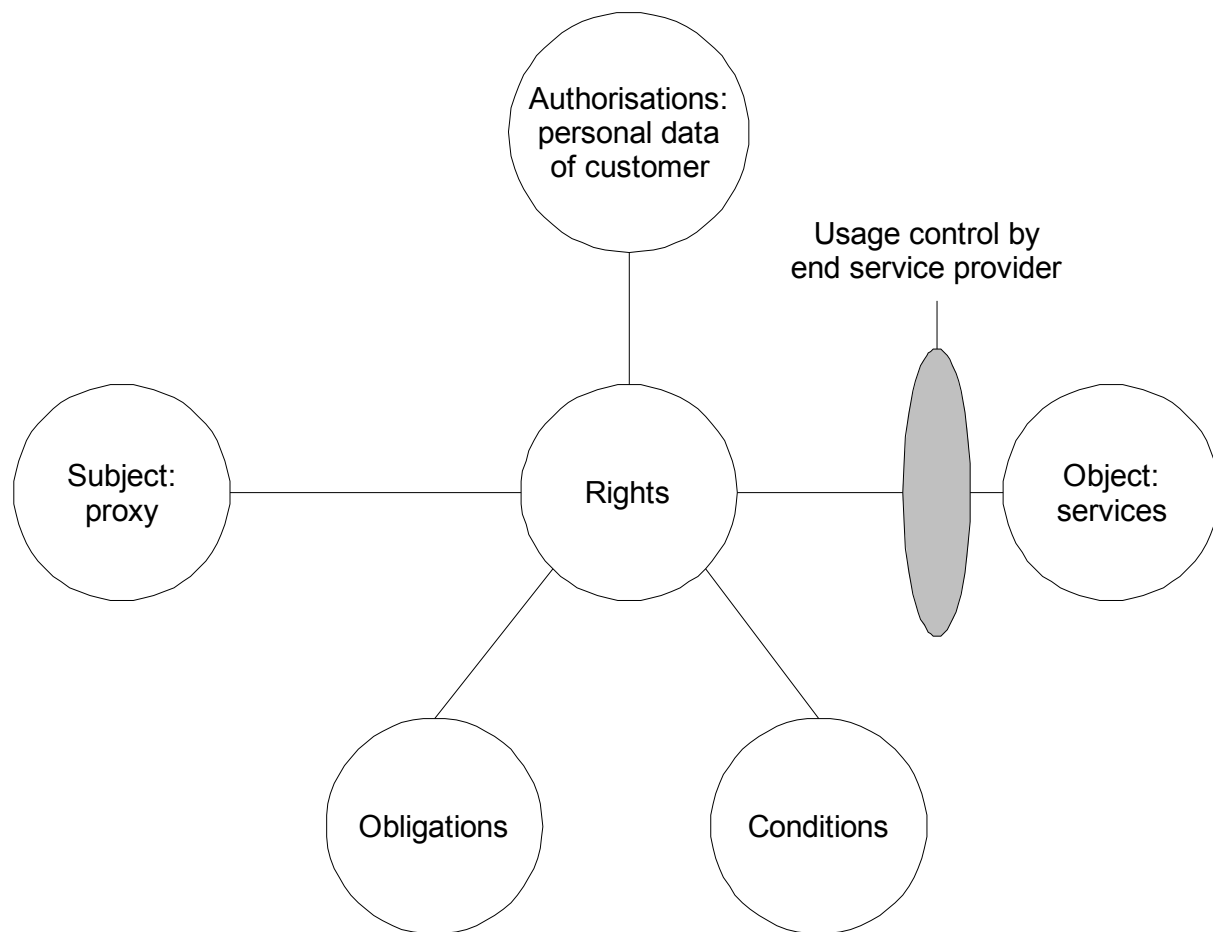 Authorisations:
personal data
of customer
Usage control by
end service provider
Subject:
proxy
Rights
Object:
services
Obligations
Conditions